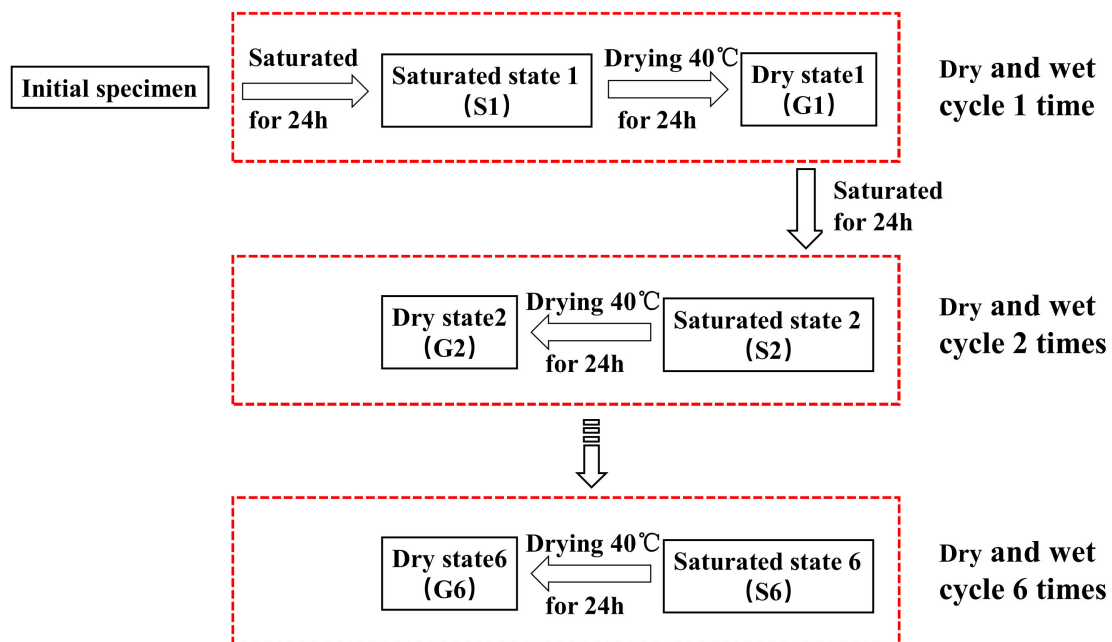 Initial specimen
Saturated
for 24h
Saturated state 1
(S1)
Drying 40℃
for 24h
Dry state1
(G1)
Dry and wet
cycle 1 time
Saturated
for 24h
Dry state2
(G2)
Drying 40℃
for 24h
Saturated state 2
(S2)
Dry and wet
cycle 2 times
Dry state6
(G6)
Drying 40℃
for 24h
Saturated state 6
(S6)
Dry and wet
cycle 6 times